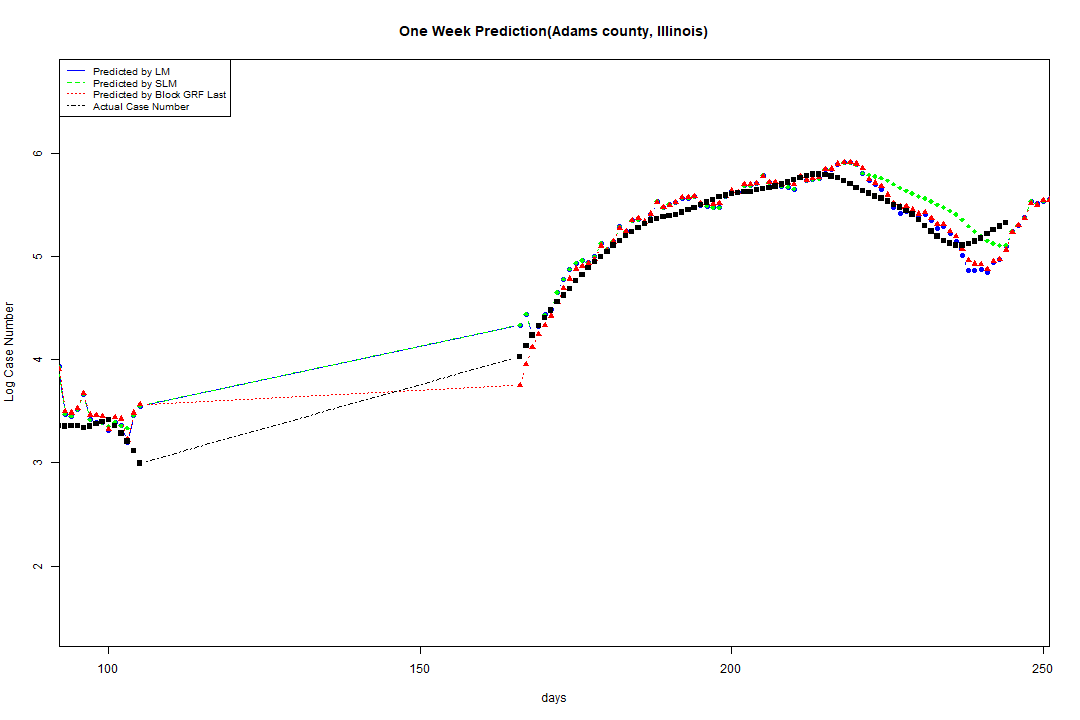 One Week Prediction(Adams county, Illinois)
Predicted by LM
Predicted by SLM
Predicted by Block GRF Last
Actual Case Number
6
5
4
3
2
Log Case Number
100
150
200
250
days